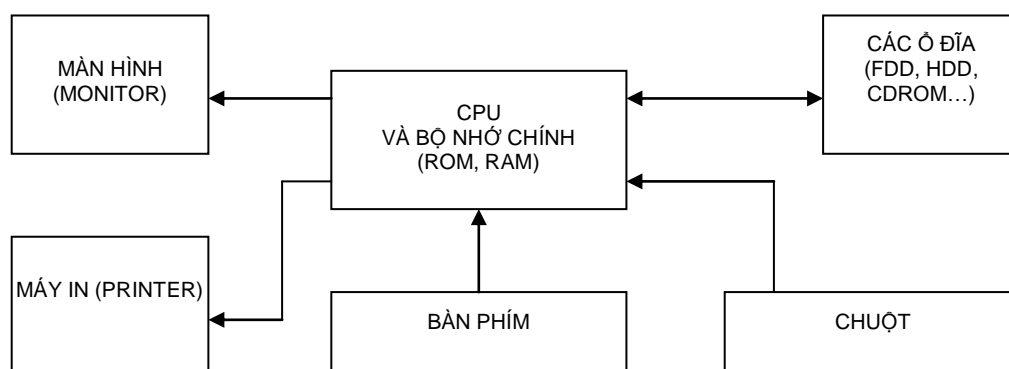 MÀN HÌNH
(MONITOR)
CPU
VÀ BỘ NHỚ CHÍNH
(ROM, RAM)
CÁC Ổ ĐĨA
(FDD, HDD,
CDROM…)
MÁY IN (PRINTER)
BÀN PHÍM
CHUỘT